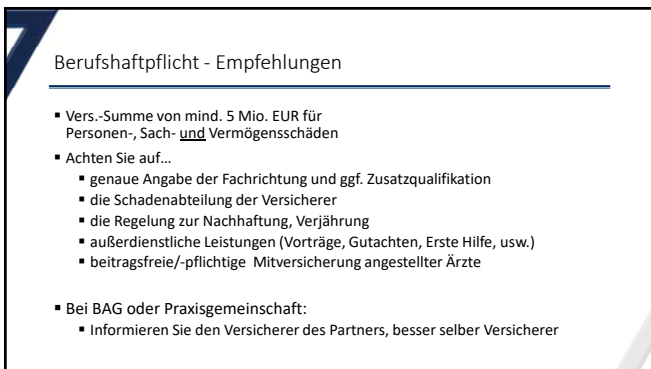 Berufshaftpflicht - Empfehlungen
▪ Vers.-Summe von mind. 5 Mio. EUR für
Personen-, Sach- und Vermögensschäden
▪ Achten Sie auf…
▪ genaue Angabe der Fachrichtung und ggf. Zusatzqualifikation
▪ die Schadenabteilung der Versicherer
▪ die Regelung zur Nachhaftung, Verjährung
▪ außerdienstliche Leistungen (Vorträge, Gutachten, Erste Hilfe, usw.)
▪ beitragsfreie/-pflichtige Mitversicherung angestellter Ärzte
▪ Bei BAG oder Praxisgemeinschaft:
▪ Informieren Sie den Versicherer des Partners, besser selber Versicherer